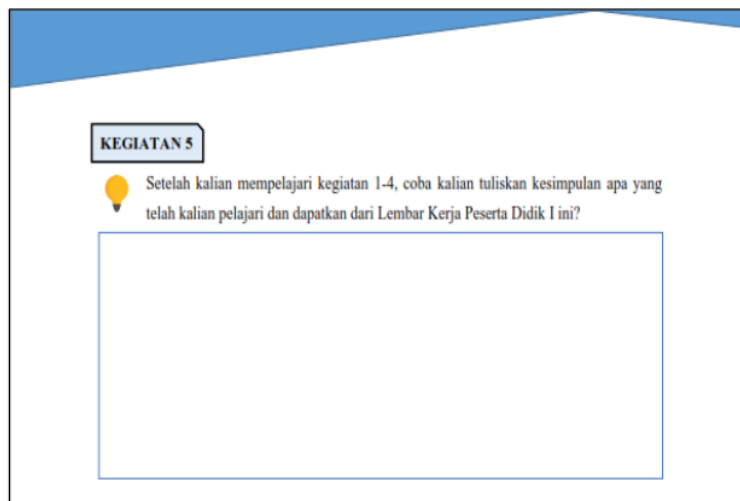 KEGIATAN 5
Setelah kalian mempelajari kegiatan 1-4, coba kalian tuliskan kesimpulan apa yang
telah kalian pelajari dan dapatkan dari Lembar Kerja Peserta Didik I ini?